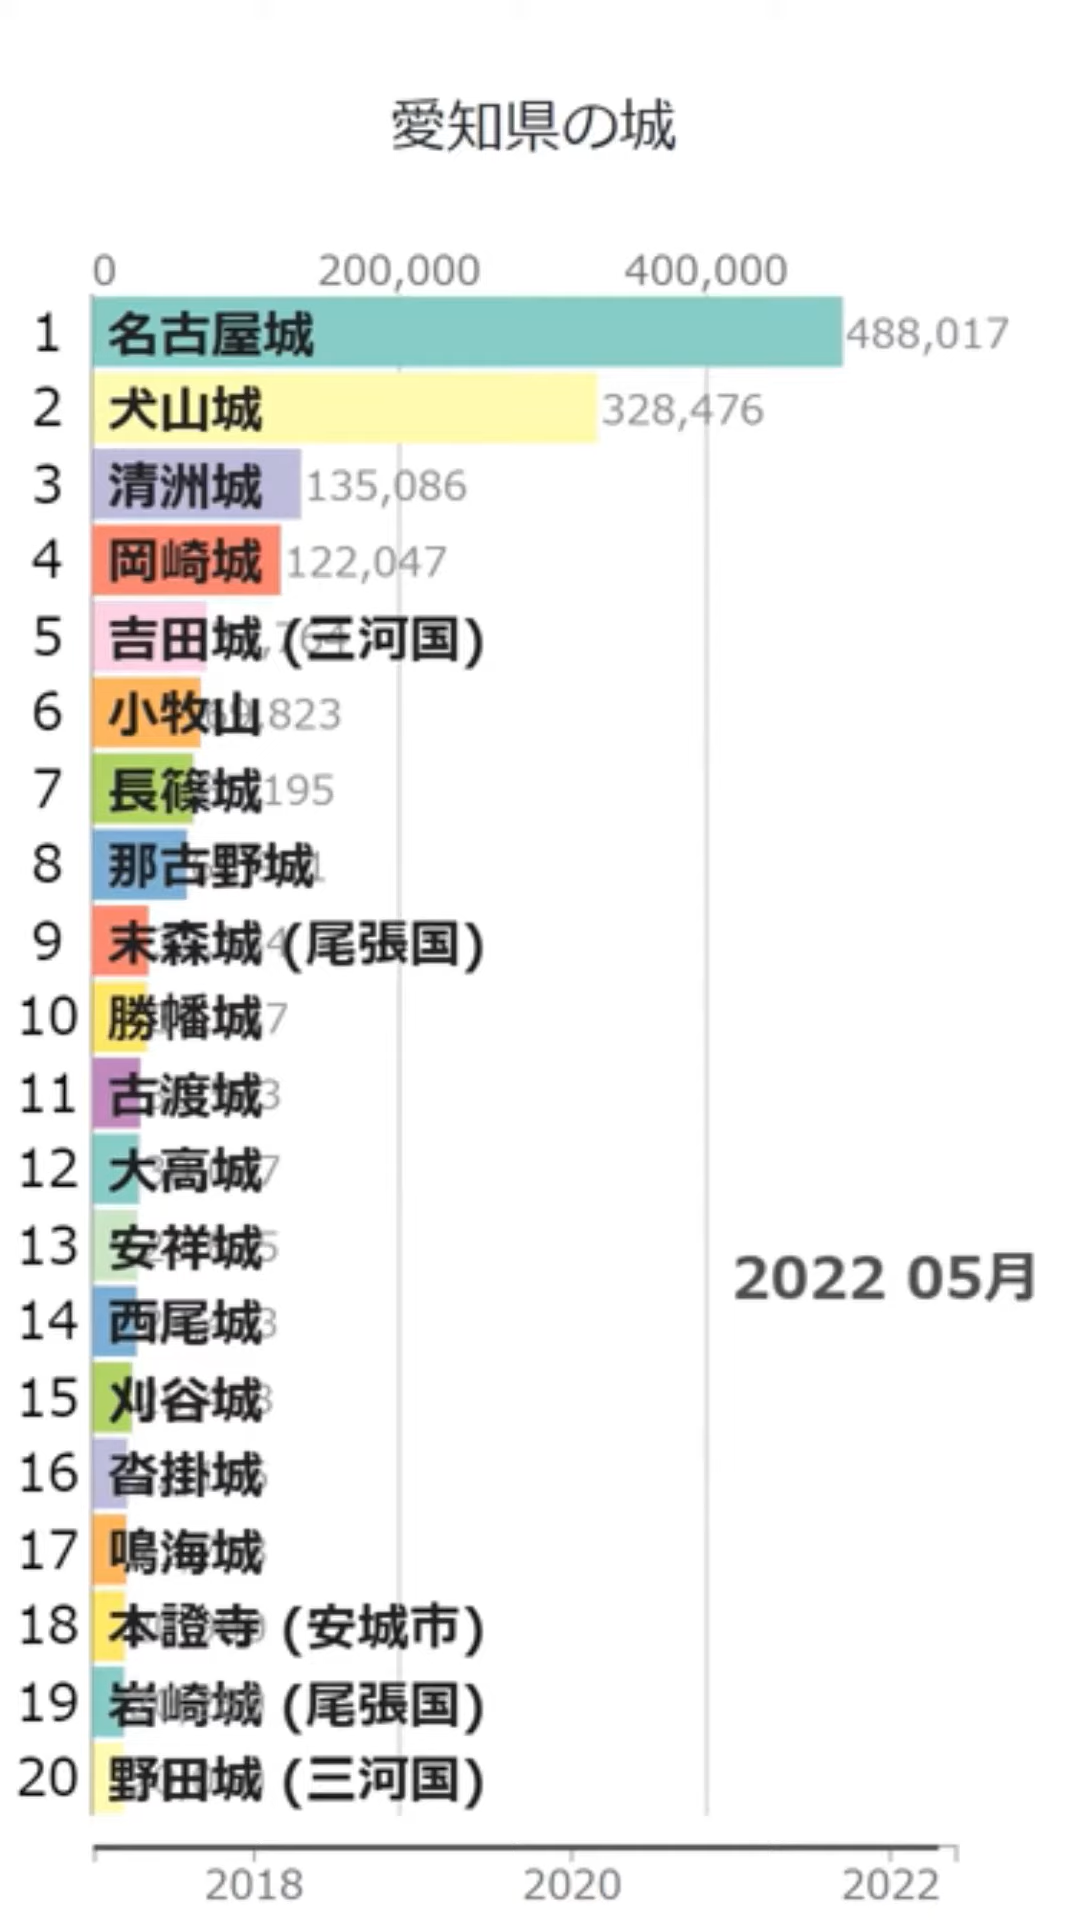 愛知県の城
0 200,000 400,000
1 名古屋城 488,017
2 犬山城 328,476
3 清洲城 135,086
4 岡崎城 122,047
5 吉田城 (三河国)
6 小牧山
7 長篠城
8 那古野城
9 末森城 (尾張国)
10 勝幡城
11 古渡城
12 大高城
13 安祥城
2022 05月
14 西尾城
15 刈谷城
16 沓掛城
17 鳴海城
18 本證寺 (安城市)
19 岩崎城 (尾張国)
20 野田城 (三河国)
2018 2020 2022